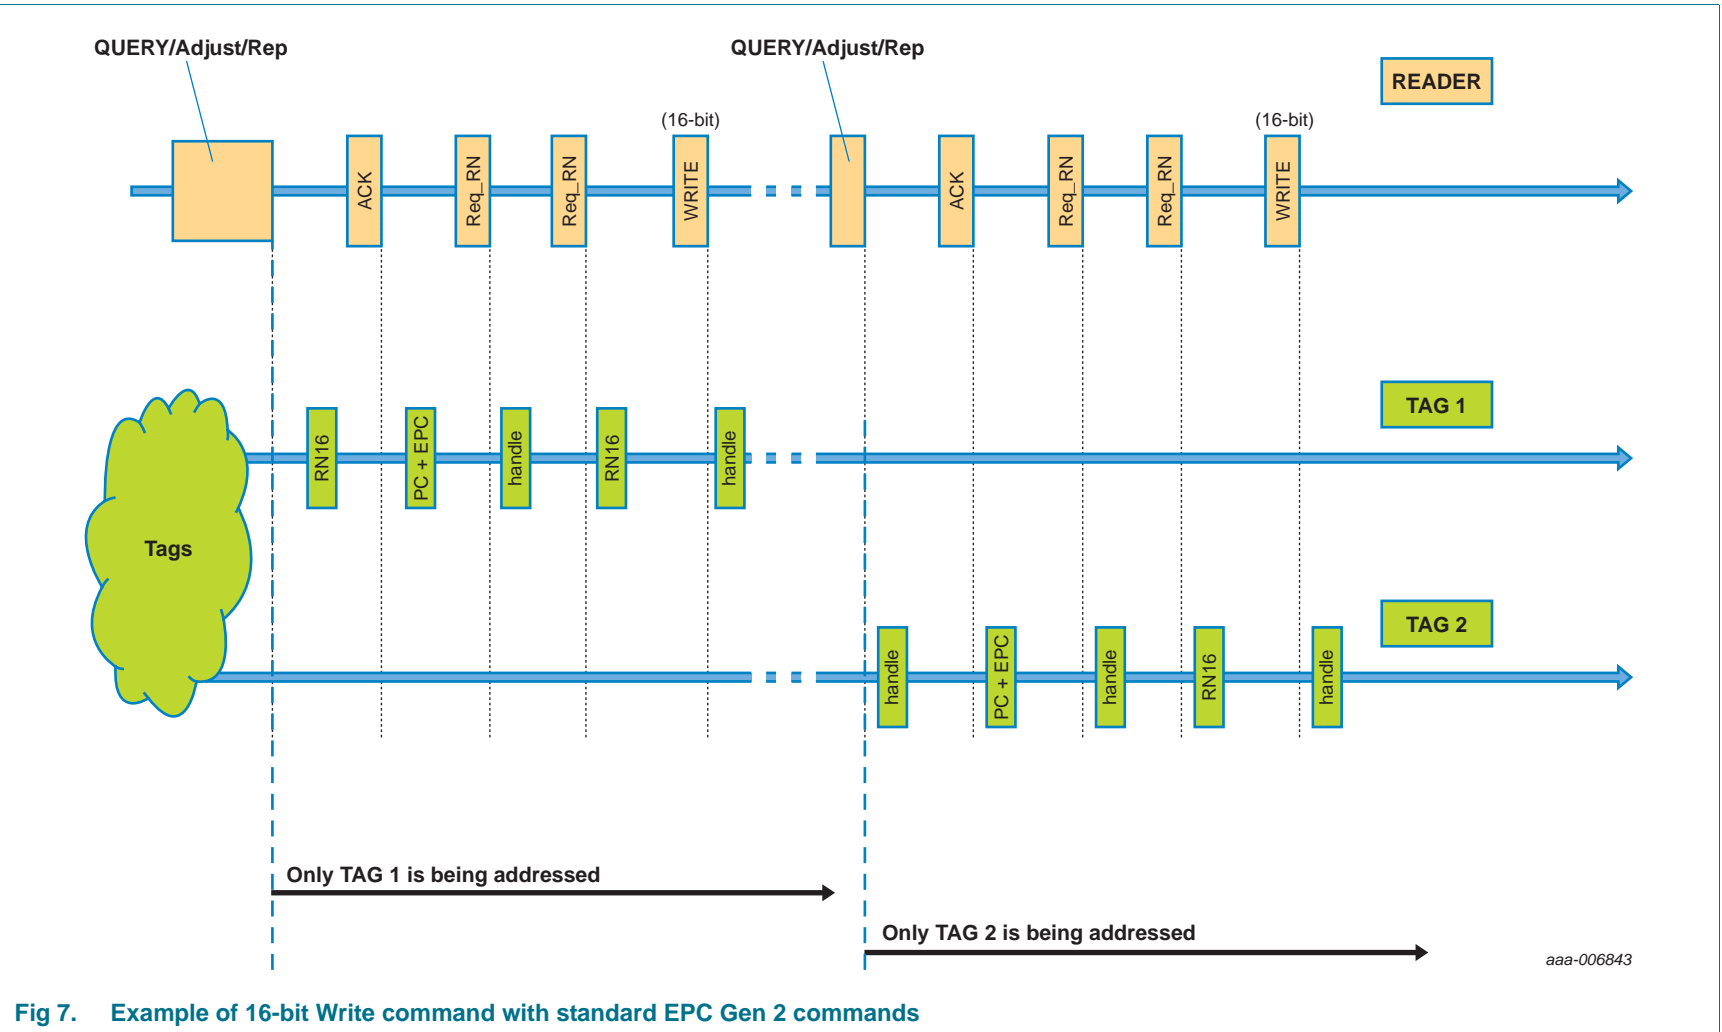 QUERY/Adjust/Rep
QUERY/Adjust/Rep
READER
(16-bit)
(16-bit)
ACK
Req_RN
Req_RN
WRITE
ACK
Req_RN
Req_RN
WRITE
TAG 1
RN16
PC + EPC
handle
RN16
handle
Tags
TAG 2
handle
PC + EPC
handle
RN16
handle
Only TAG 1 is being addressed
Only TAG 2 is being addressed
aaa-006843
Fig 7. Example of 16-bit Write command with standard EPC Gen 2 commands